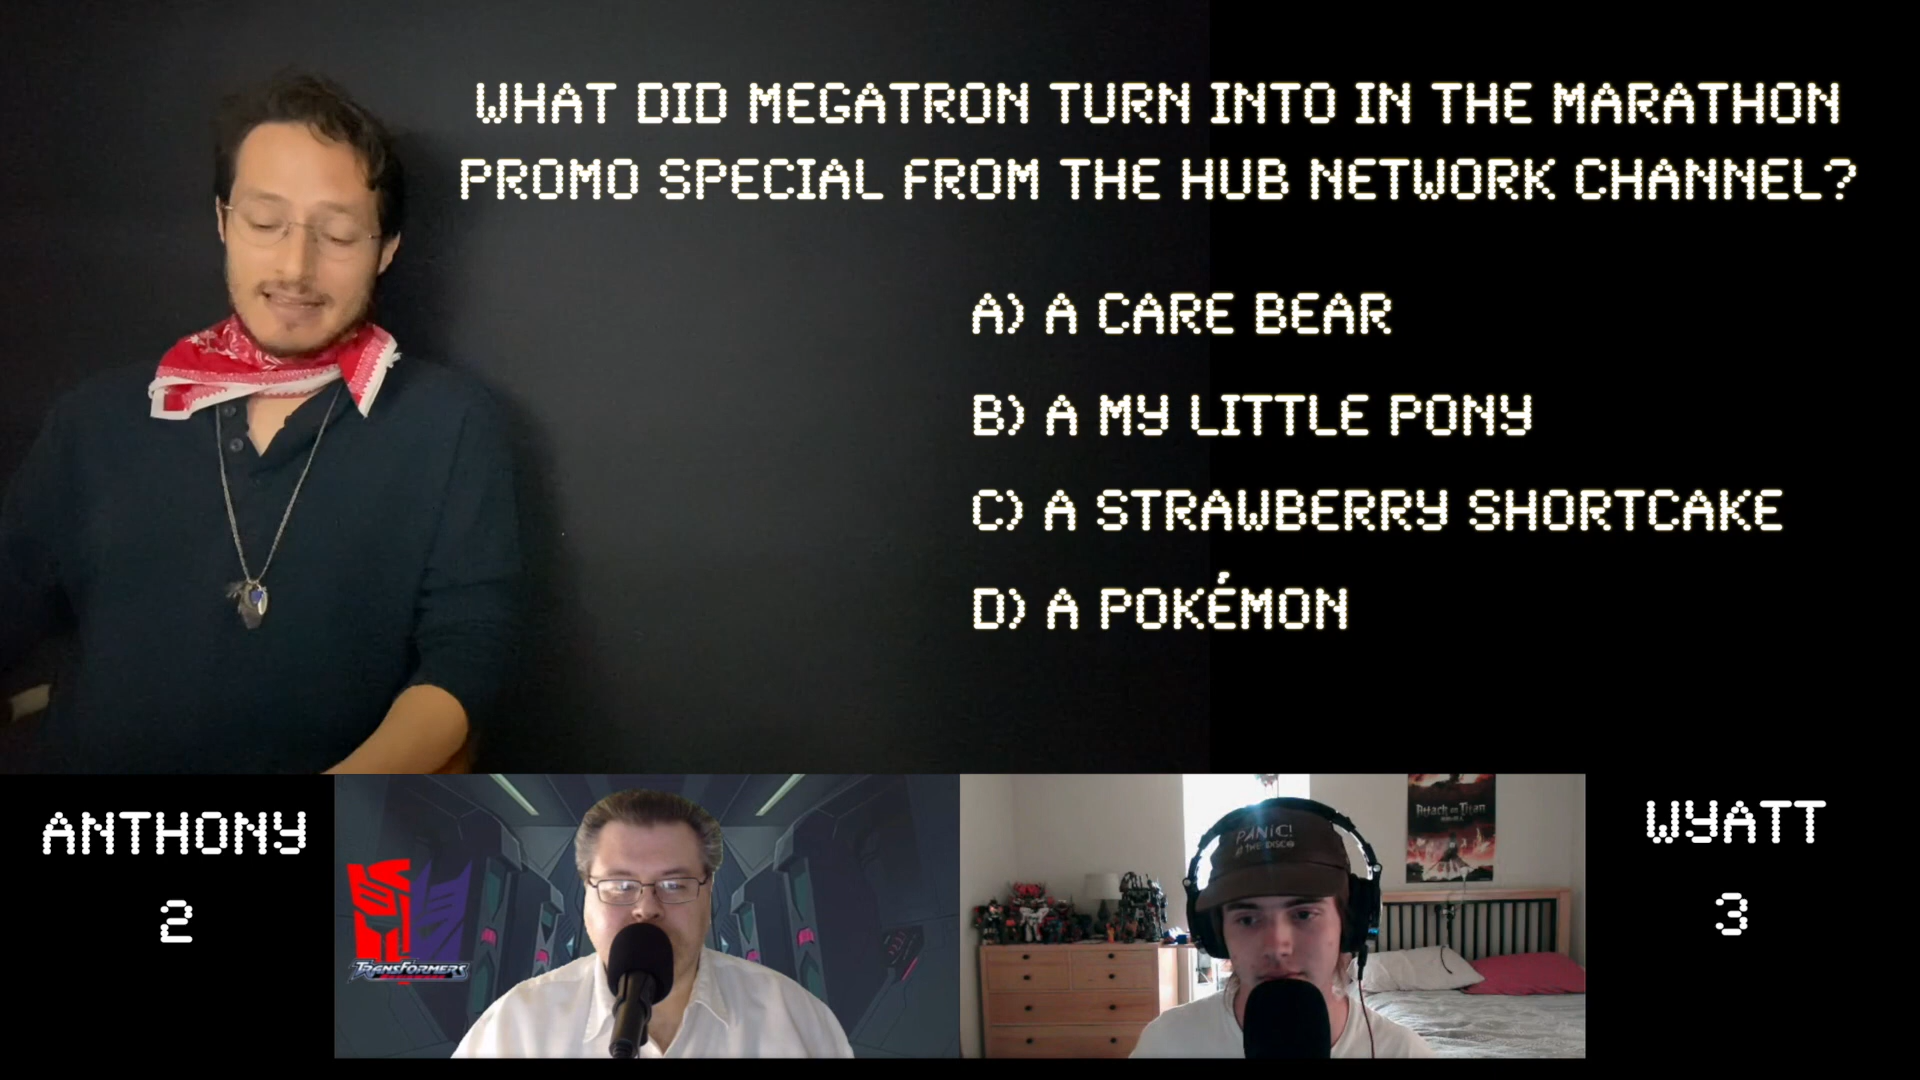 WHAT DID MEGATRON TURN INTO IN THE MARATHON
PROMO SPECIAL FROM THE HUB NETWORK CHANNEL?
A) A CARE BEAR
B) A MY LITTLE PONY
C) A STRAWBERRY SHORTCAKE
D) A POKÉMON
ANTHONY
2
TRANSFORMERS
PANIC!
AT THE DISCO
Attack on Titan
WYATT
3